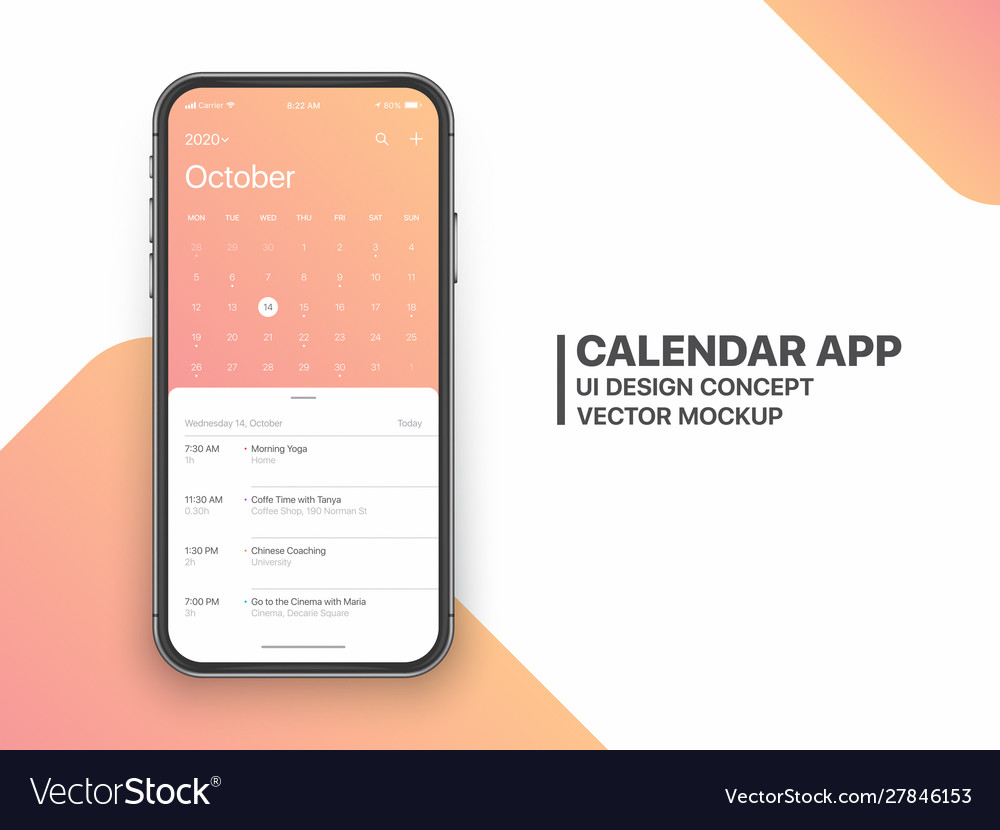 Carrier 8:22 AM 80%
2020
October
MON TUE WED THU FRI SAT SUN
28 29 30 1 2 3 4
5 6 7 8 9 10 11
12 13 14 15 16 17 18
19 20 21 22 23 24 25
26 27 28 29 30 31 1
Wednesday 14, October Today
7:30 AM Morning Yoga
1h Home
11:30 AM Coffe Time with Tanya
0.30h Coffee Shop, 190 Norman St
1:30 PM Chinese Coaching
2h University
7:00 PM Go to the Cinema with Maria
3h Cinema, Decarie Square
CALENDAR APP
UI DESIGN CONCEPT
VECTOR MOCKUP
VectorStock®
VectorStock.com/27846153